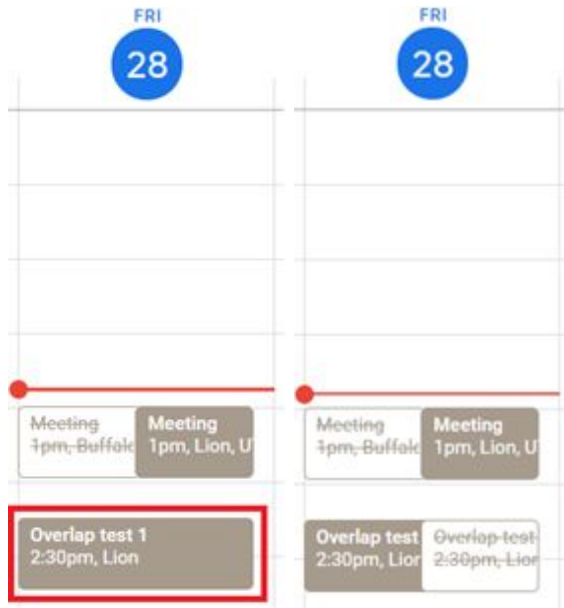 FRI
28
Meeting
1pm, Buffalo
Meeting
1pm, Lion, U
Overlap test 1
2:30pm, Lion
FRI
28
Meeting
1pm, Buffalo
Meeting
1pm, Lion, U
Overlap test
2:30pm, Lion
Overlap test
2:30pm, Lion